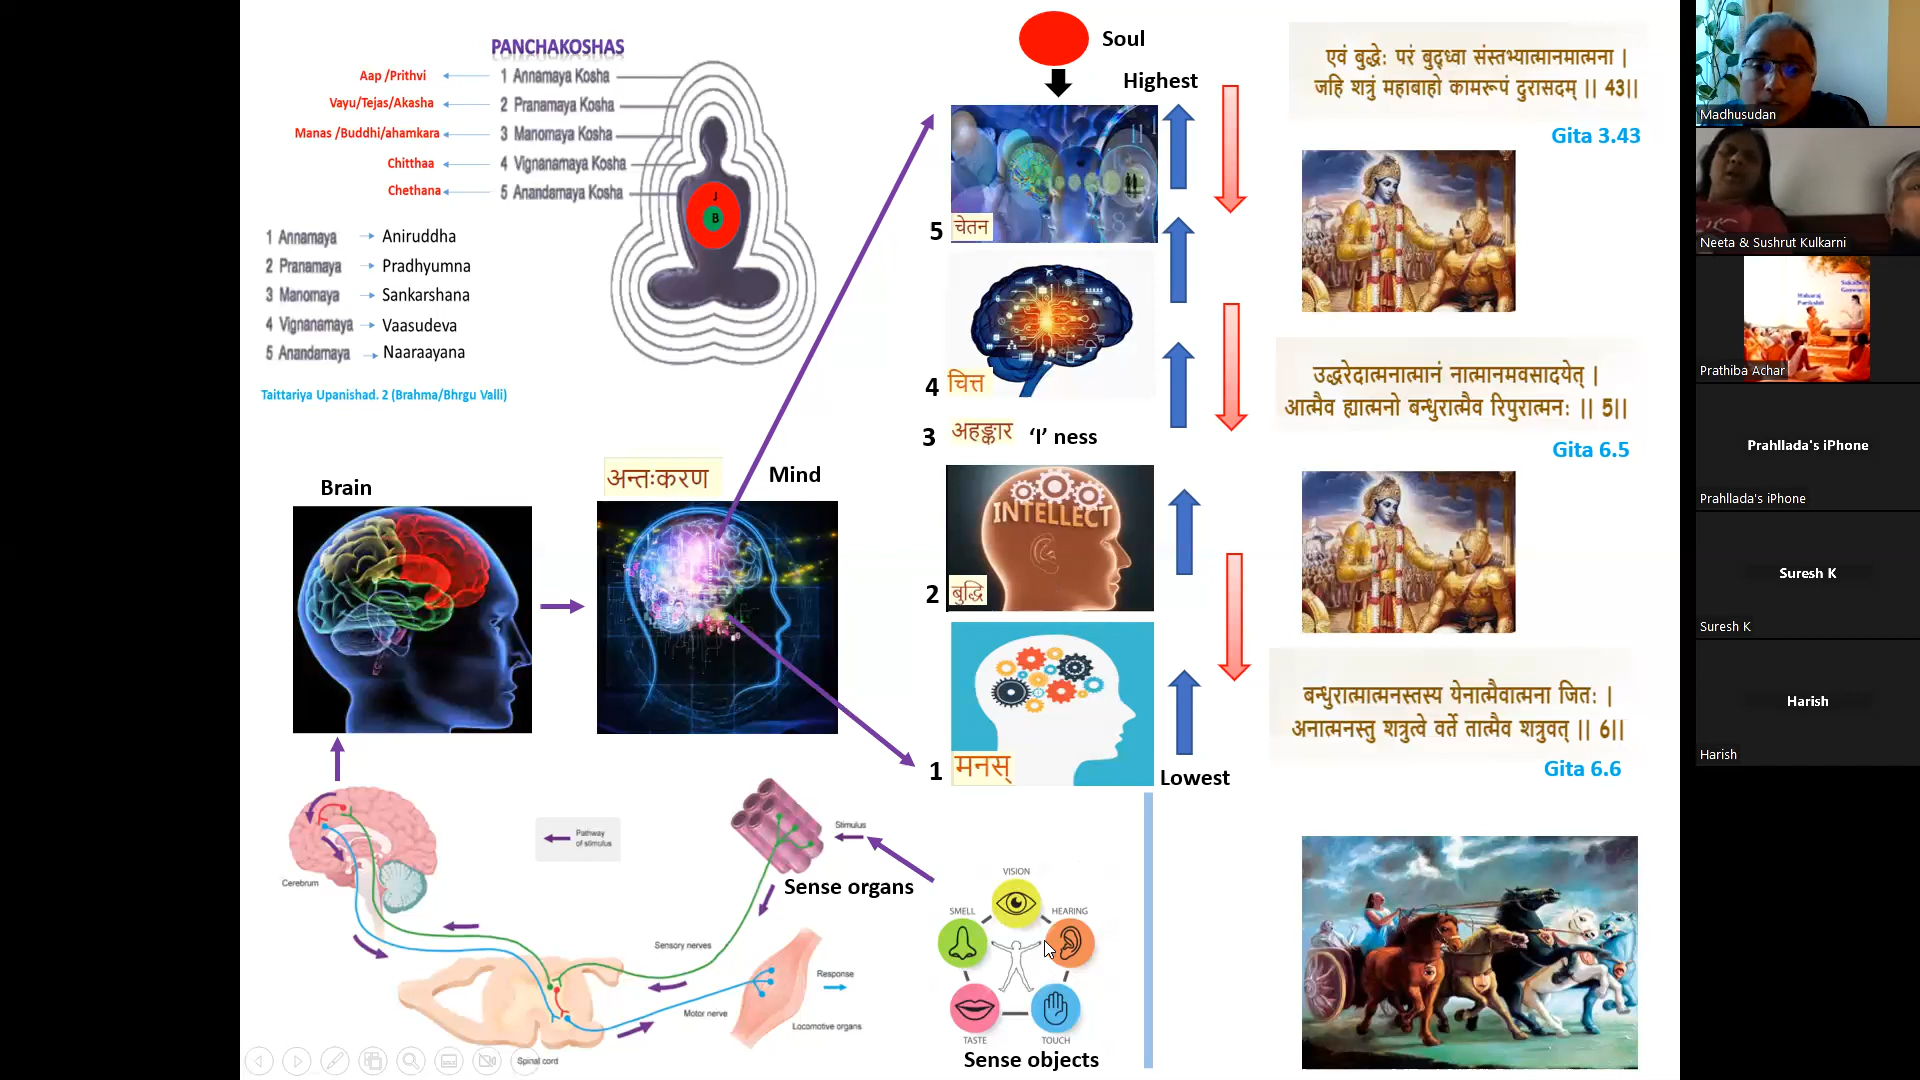 PANCHAKOSHAS
Aap /Prithvi 1 Annamaya Kosha
Vayu/Tejas/Akasha 2 Pranamaya Kosha
Manas /Buddhi/ahamkara 3 Manomaya Kosha
Chitthaa 4 Vignanamaya Kosha
Chethana 5 Anandamaya Kosha
J
B
1 Annamaya Aniruddha
2 Pranamaya Pradhyumna
3 Manomaya Sankarshana
4 Vignanamaya Vaasudeva
5 Anandamaya Naaraayana
Taittariya Upanishad. 2 (Brahma/Bhrgu Valli)
Brain
अन्तःकरण
Mind
Cerebrum
Pathway
of stimulus
Stimulus
Sense organs
Sensory nerves
Motor nerve
Response
Locomotive organs
Spinal cord
Soul
Highest
5 चेतन
4 चित्त
3 अहङ्कार ‘I’ ness
INTELLECT
2 बुद्धि
1 मनस्
Lowest
VISION
SMELL
HEARING
TASTE
TOUCH
Sense objects
एवं बुद्धेः परं बुद्ध्वा संस्तभ्यात्मानमात्मना |
जहि शत्रुं महाबाहो कामरूपं दुरासदम् || 43||
Gita 3.43
उद्धरेदात्मनात्मानं नात्मानमवसादयेत् |
आत्मैव ह्यात्मनो बन्धुरात्मैव रिपुरात्मनः || 5||
Gita 6.5
बन्धुरात्मात्मनस्तस्य येनात्मैवात्मना जितः |
अनात्मनस्तु शत्रुत्वे वर्ते तात्मैव शत्रुवत् || 6||
Gita 6.6
Madhusudan
Neeta & Sushrut Kulkarni
Maharaj
Parikshit
Prathiba Achar
Prahllada's iPhone
Prahllada's iPhone
Suresh K
Suresh K
Harish
Harish